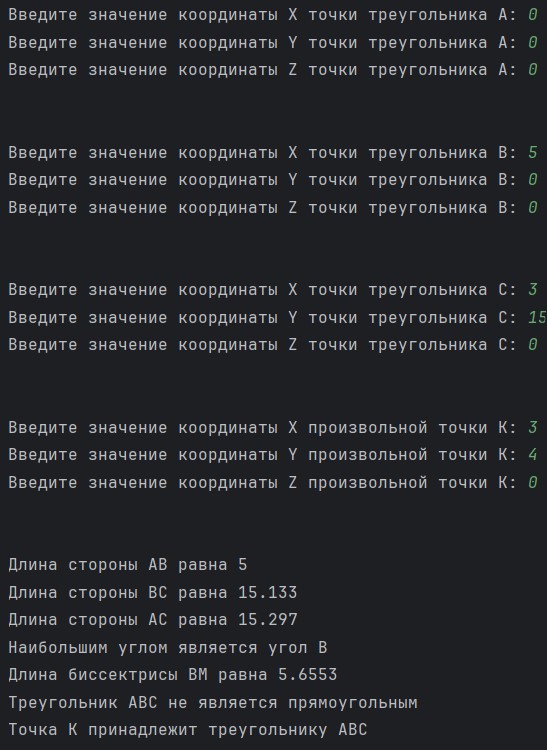 Введите значение координаты X точки треугольника A: 0
Введите значение координаты Y точки треугольника A: 0
Введите значение координаты Z точки треугольника A: 0
Введите значение координаты X точки треугольника B: 5
Введите значение координаты Y точки треугольника B: 0
Введите значение координаты Z точки треугольника B: 0
Введите значение координаты X точки треугольника C: 3
Введите значение координаты Y точки треугольника C: 15
Введите значение координаты Z точки треугольника C: 0
Введите значение координаты X произвольной точки K: 3
Введите значение координаты Y произвольной точки K: 4
Введите значение координаты Z произвольной точки K: 0
Длина стороны AB равна 5
Длина стороны BC равна 15.133
Длина стороны AC равна 15.297
Наибольшим углом является угол B
Длина биссектрисы BM равна 5.6553
Треугольник ABC не является прямоугольным
Точка K принадлежит треугольнику ABC